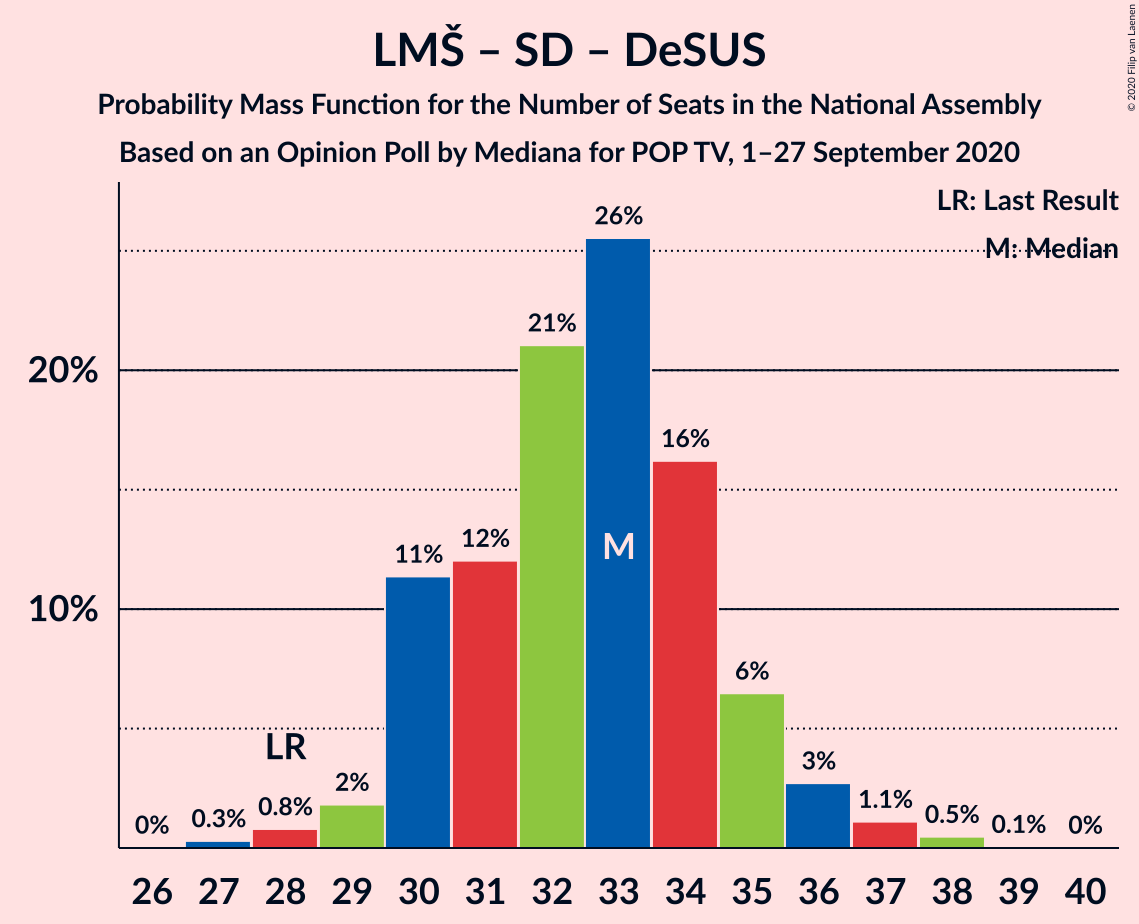 LMŠ – SD – DeSUS
Probability Mass Function for the Number of Seats in the National Assembly
Based on an Opinion Poll by Mediana for POP TV, 1–27 September 2020
© 2020 Filip van Laenen
LR: Last Result
M: Median
20%
10%
0%
0.3%
0.8%
LR
2%
11%
12%
21%
26%
M
16%
6%
3%
1.1%
0.5%
0.1%
0%
26 27 28 29 30 31 32 33 34 35 36 37 38 39 40